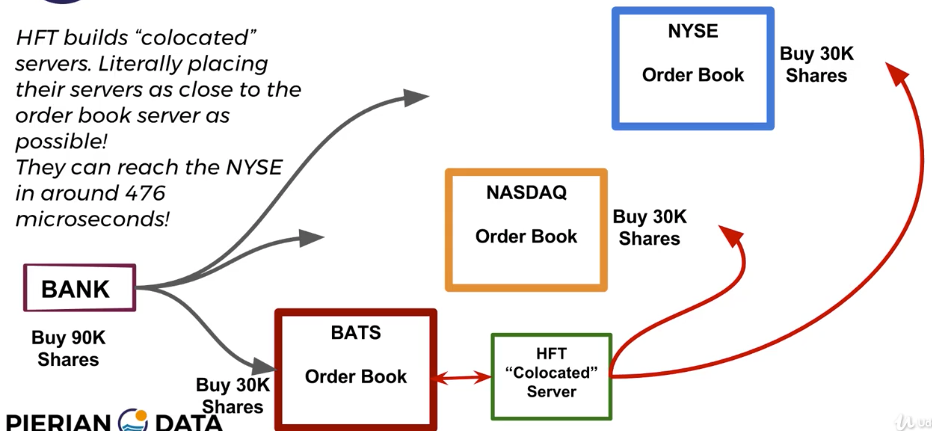 HFT builds “colocated”
servers. Literally placing
their servers as close to the
order book server as
possible!
They can reach the NYSE
in around 476
microseconds!
NYSE
Order Book
Buy 30K
Shares
NASDAQ
Order Book
Buy 30K
Shares
BANK
Buy 90K
Shares
BATS
Order Book
Buy 30K
Shares
HFT
“Colocated”
Server
PIERIAN DATA